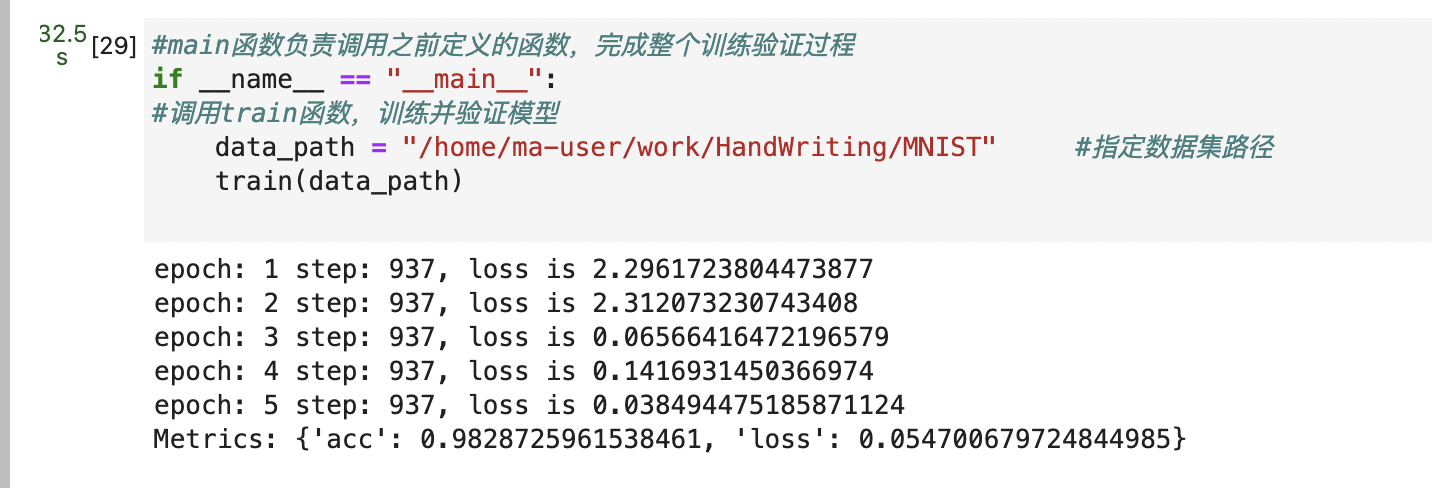 32.5
s
[29]
#main函数负责调用之前定义的函数，完成整个训练验证过程
if __name__ == "__main__":
#调用train函数，训练并验证模型
data_path = "/home/ma-user/work/HandWriting/MNIST" #指定数据集路径
train(data_path)
epoch: 1 step: 937, loss is 2.2961723804473877
epoch: 2 step: 937, loss is 2.312073230743408
epoch: 3 step: 937, loss is 0.06566416472196579
epoch: 4 step: 937, loss is 0.1416931450366974
epoch: 5 step: 937, loss is 0.038494475185871124
Metrics: {'acc': 0.9828725961538461, 'loss': 0.054700679724844985}